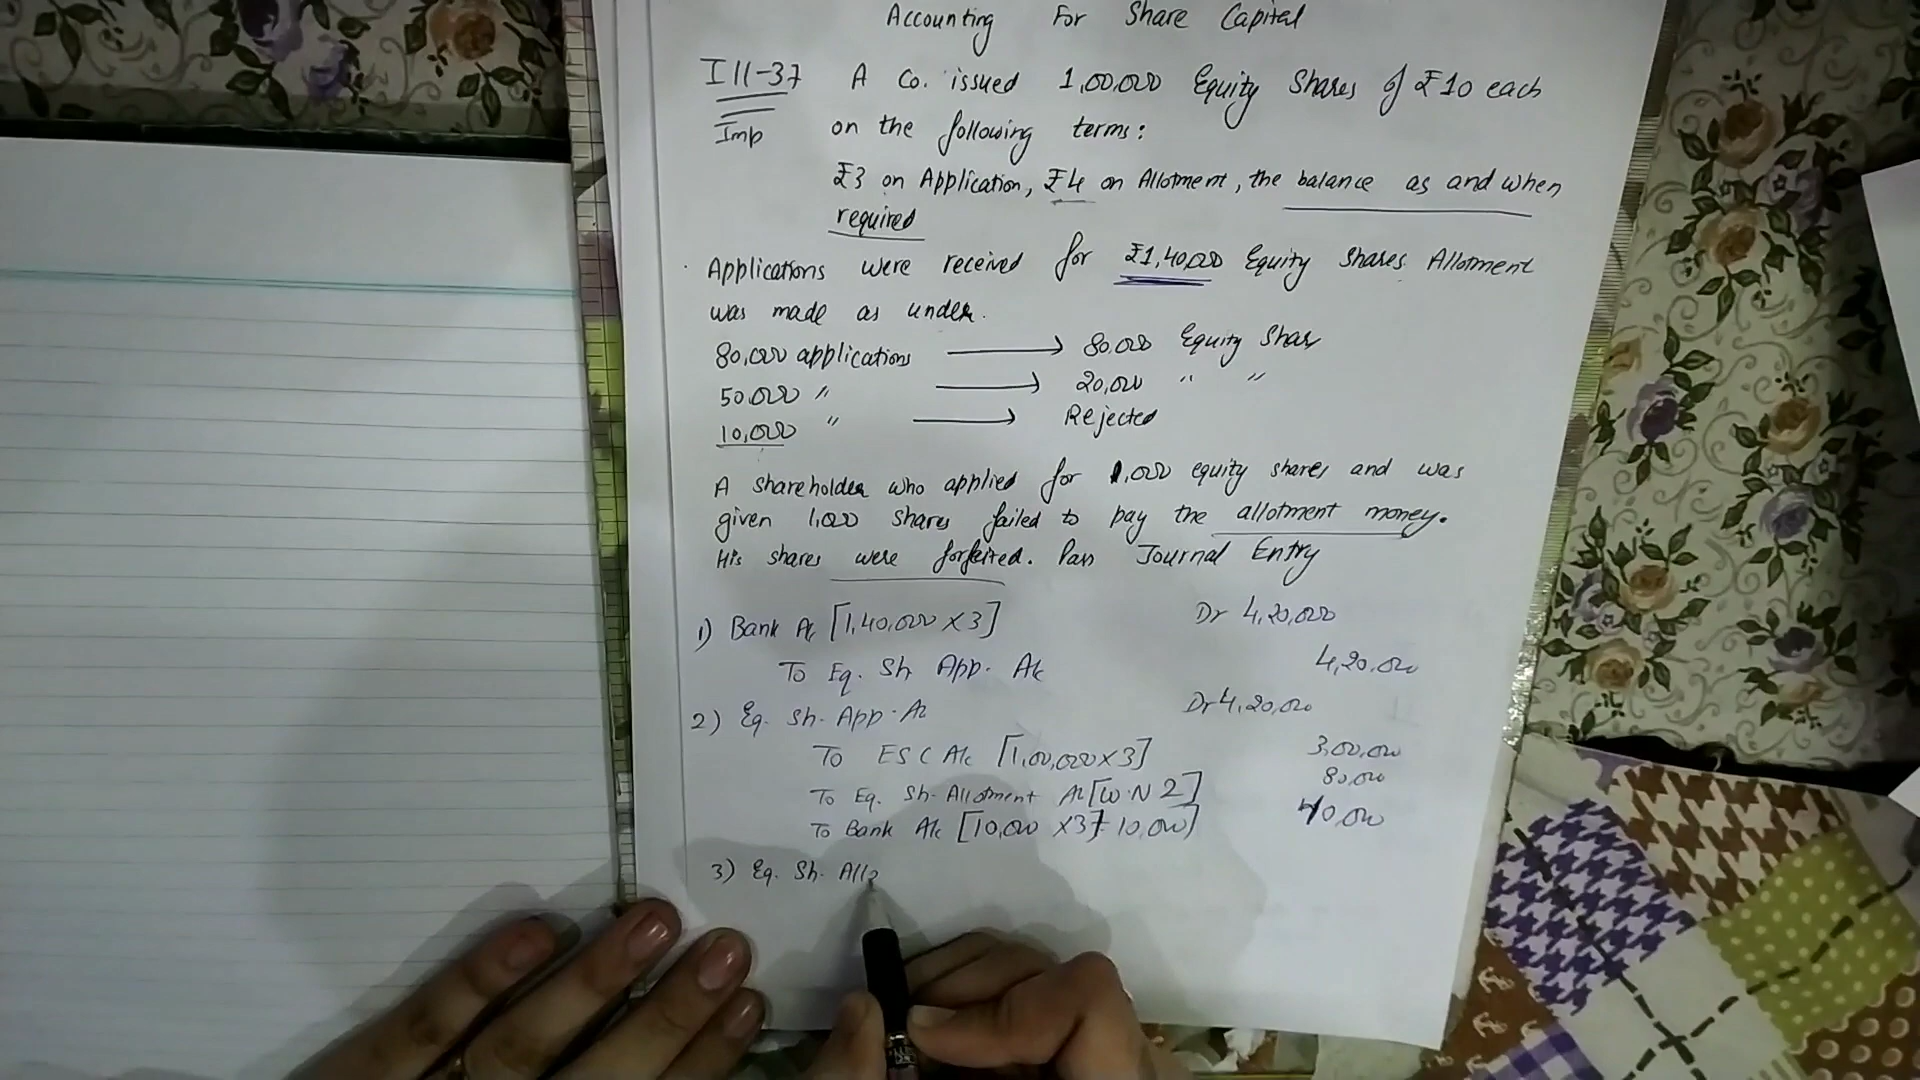 Accounting For Share Capital
Ill-37 A Co. issued 1,00,000 Equity Shares of ₹10 each
Imp on the following terms:
₹3 on Application, ₹4 on Allotment, the balance as and when
required
Applications were received for ₹1,40,000 Equity Shares. Allotment
was made as under.
80,000 applications → 80,000 Equity Shar
50,000 " → 20,000 " "
10,000 " → Rejected
A shareholder who applied for 1,000 equity shares and was
given 1,000 shares failed to pay the allotment money.
His shares were forfeited. Pass Journal Entry
1) Bank A/c [1,40,000 X 3] Dr 4,20,000
To Eq. Sh App. A/c 4,20,000
2) Eq. Sh. App. A/c Dr 4,20,000
To ESC A/c [1,00,000 X 3] 3,00,000
To Eq. Sh. Allotment A/c [W.N 2] 80,000
To Bank A/c [10,000 X 3] 10,000] 40,000
3) Eq. Sh. Allo